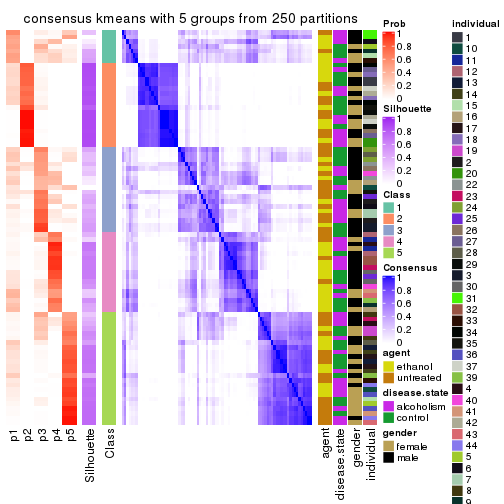 consensus kmeans with 5 groups from 250 partitions
p1
p2
p3
p4
p5
Silhouette
Class
agent
disease.state
gender
individual
Prob
1
0.8
0.6
0.4
0.2
0
Silhouette
1
0.8
0.6
0.4
0.2
0
Class
1
2
3
4
5
Consensus
1
0.8
0.6
0.4
0.2
0
agent
ethanol
untreated
disease.state
alcoholism
control
gender
female
male
individual
1
10
11
12
13
14
15
16
17
18
19
2
20
22
23
24
25
26
27
28
29
3
30
31
32
33
34
35
36
37
39
4
40
41
42
43
44
5
6
7
8
9